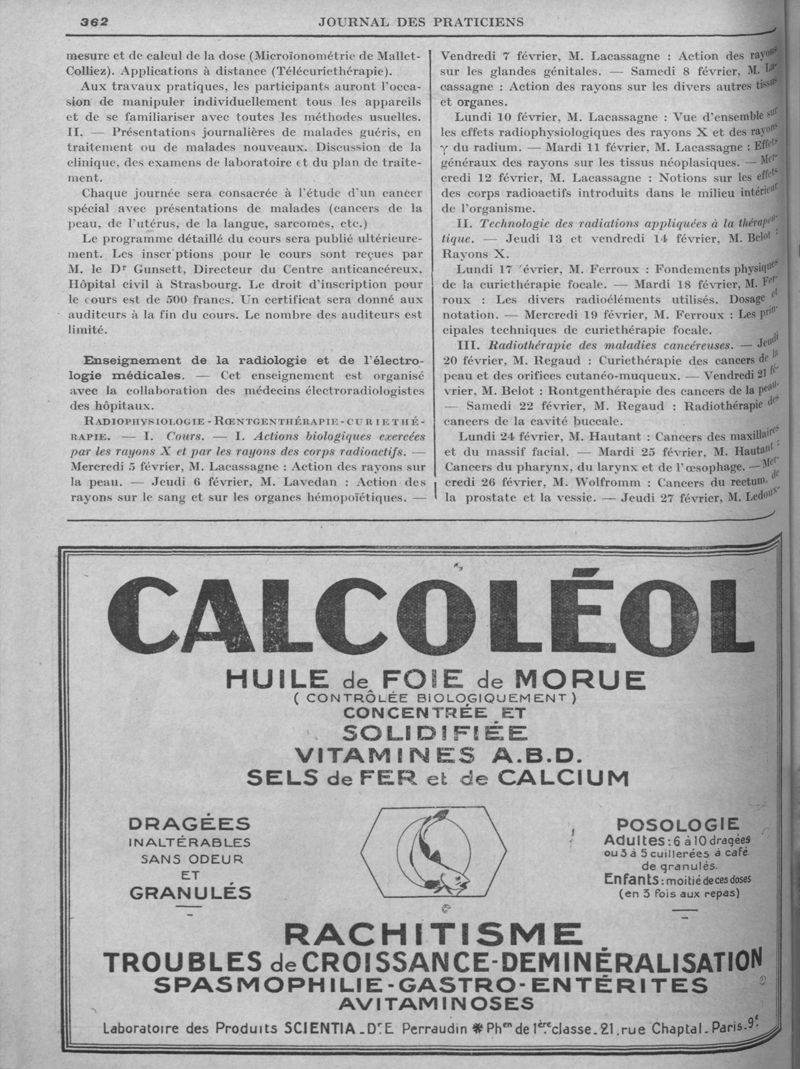 362
JOURNAL DES PRATICIENS
mesure et de calcul de la dose (Microïonométrie de Mallet-
Colliez). Applications à distance (Télécuriethérapie).
Aux travaux pratiques, les participants auront l'occa-
sion de manipuler individuellement tous les appareils
et de se familiariser avec toutes les méthodes usuelles.
II. — Présentations journalières de malades guéris, en
traitement ou de malades nouveaux. Discussion de la
clinique, des examens de laboratoire et du plan de traite-
ment.
Chaque journée sera consacrée à l'étude d'un cancer
spécial avec présentations de malades (cancers de la
peau, de l'utérus, de la langue, sarcomes, etc.)
Le programme détaillé du cours sera publié ultérieure-
ment. Les inscriptions pour le cours sont reçues par
M. le Dr Gunsett, Directeur du Centre anticancéreux.
Hôpital civil à Strasbourg. Le droit d'inscription pour
le cours est de 500 francs. Un certificat sera donné aux
auditeurs à la fin du cours. Le nombre des auditeurs est
limité.
Enseignement de la radiologie et de l'électro-
logie médicales. — Cet enseignement est organisé
avec la collaboration des médecins électroradiologistes
des hôpitaux.
RADIOPHYSIOLOGIE-RŒNTGENTHÉRAPIE-CURIETHÉ-
RAPIE. — I. Cours. — I. Actions biologiques exercées
par les rayons X et par les rayons des corps radioactifs. —
Mercredi 5 février, M. Lacassagne : Action des rayons sur
la peau. — Jeudi 6 février, M. Lavedan : Action des
rayons sur le sang et sur les organes hémopoïétiques. —
Vendredi 7 février, M. Lacassagne : Action des rayons
sur les glandes génitales. — Samedi 8 février, M. La-
cassagne : Action des rayons sur les divers autres tissus
et organes.
Lundi 10 février, M. Lacassagne : Vue d'ensemble sur
les effets radiophysiologiques des rayons X et des rayons
γ du radium. — Mardi 11 février, M. Lacassagne : Effets
généraux des rayons sur les tissus néoplasiques. — Mer-
credi 12 février, M. Lacassagne : Notions sur les effets
des corps radioactifs introduits dans le milieu intérieur
de l'organisme.
II. Technologie des radiations appliquées à la thérapeu-
tique. — Jeudi 13 et vendredi 14 février, M. Belot :
Rayons X.
Lundi 17 février, M. Ferroux : Fondements physiques
de la curiethérapie focale. — Mardi 18 février, M. Fer-
roux : Les divers radioéléments utilisés. Dosage et
notation. — Mercredi 19 février, M. Ferroux : Les prin-
cipales techniques de curiethérapie focale.
III. Radiothérapie des maladies cancéreuses. — Jeudi
20 février, M. Regaud : Curiethérapie des cancers de la
peau et des orifices cutanéo-muqueux. — Vendredi 21 fé-
vrier, M. Belot : Rontgenthérapie des cancers de la peau.
— Samedi 22 février, M. Regaud : Radiothérapie des
cancers de la cavité buccale.
Lundi 24 février, M. Hautant : Cancers des maxillaires
et du massif facial. — Mardi 25 février, M. Hautant :
Cancers du pharynx, du larynx et de l'œsophage. — Mer-
credi 26 février, M. Wolfromm : Cancers du rectum, de
la prostate et la vessie. — Jeudi 27 février, M. Ledoux-
CALCOLÉOL
HUILE de FOIE de MORUE
(CONTRÔLÉE BIOLOGIQUEMENT)
CONCENTRÉE ET
SOLIDIFIÉE
VITAMINES A.B.D.
SELS de FER et de CALCIUM
DRAGÉES
INALTÉRABLES
SANS ODEUR
ET
GRANULÉS
POSOLOGIE
Adultes : 6 à 10 dragées
ou 3 à 5 cuillerées à café
de granulés.
Enfants : moitié de ces doses
(en 3 fois aux repas)
RACHITISME
TROUBLES de CROISSANCE-DEMINÉRALISATION
SPASMOPHILIE-GASTRO-ENTÉRITES
AVITAMINOSES
Laboratoire des Produits SCIENTIA_Dr.E Perraudin * Phen de 1ère classe_21, rue Chaptal_Paris_9e.